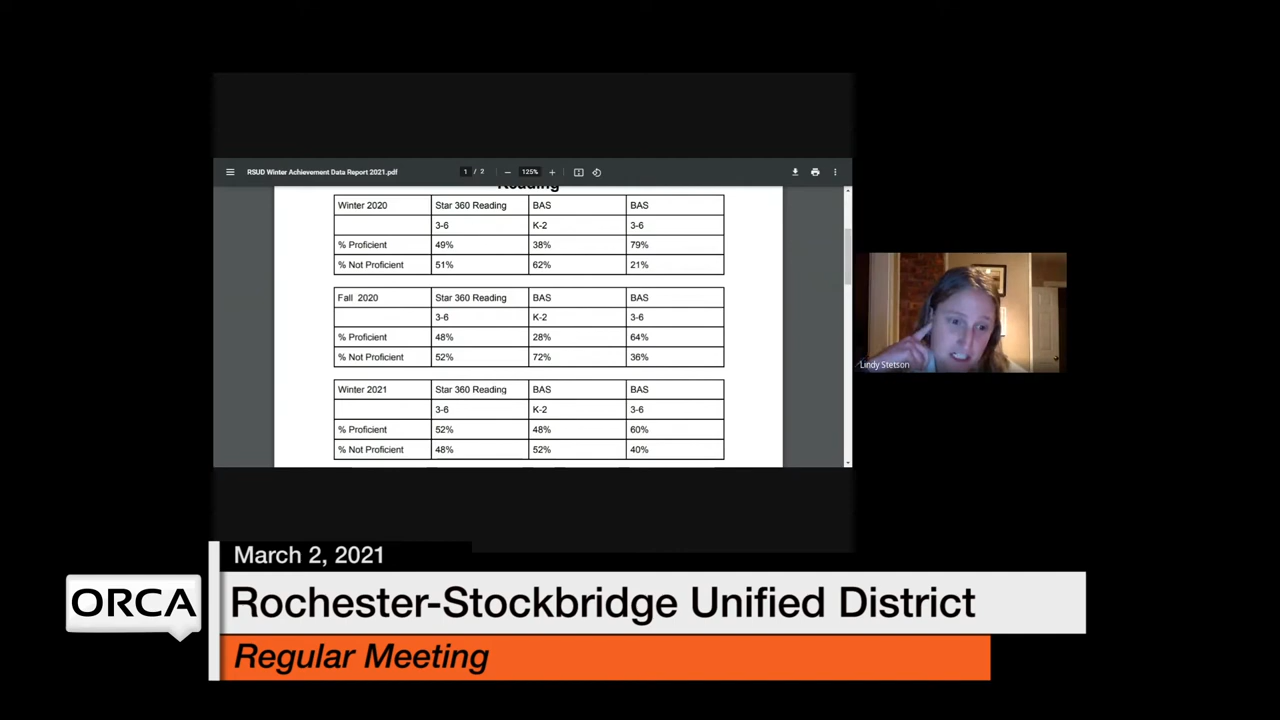 RSUD Winter Achievement Data Report 2021.pdf
1 / 2
125%
Reading
Winter 2020 Star 360 Reading BAS BAS
3-6 K-2 3-6
% Proficient 49% 38% 79%
% Not Proficient 51% 62% 21%
Fall 2020 Star 360 Reading BAS BAS
3-6 K-2 3-6
% Proficient 48% 28% 64%
% Not Proficient 52% 72% 36%
Winter 2021 Star 360 Reading BAS BAS
3-6 K-2 3-6
% Proficient 52% 48% 60%
% Not Proficient 48% 52% 40%
Lindy Stetson
March 2, 2021
ORCA
Rochester-Stockbridge Unified District
Regular Meeting